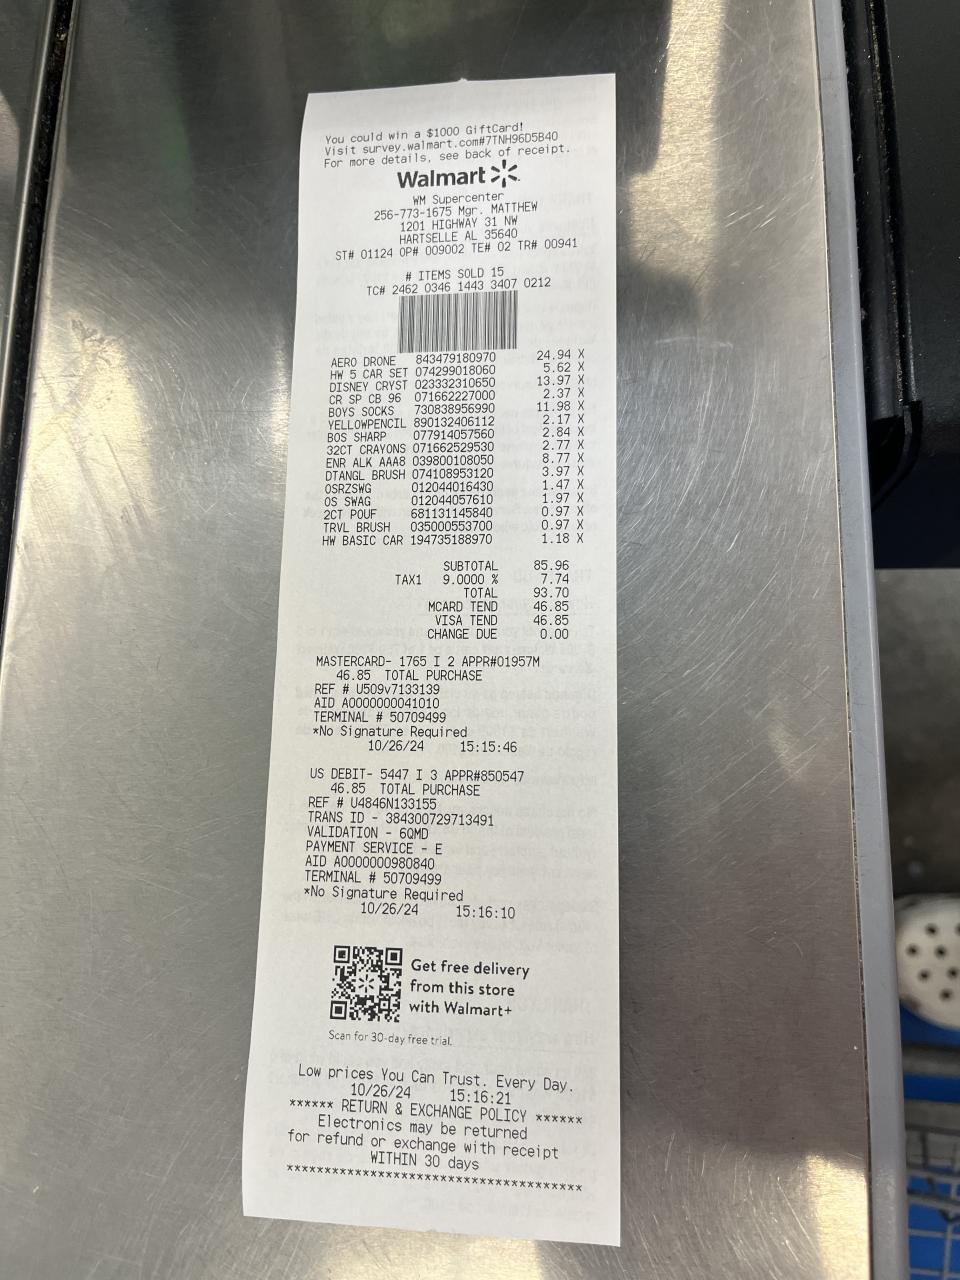 You could win a $1000 GiftCard!
Visit survey.walmart.com#7TNH96D5B40
For more details, see back of receipt.
Walmart
WM Supercenter
256-773-1675 Mgr. MATTHEW
1201 HIGHWAY 31 NW
HARTSELLE AL 35640
ST# 01124 OP# 009002 TE# 02 TR# 00941
# ITEMS SOLD 15
TC# 2462 0346 1443 3407 0212
AERO DRONE 843479180970 24.94 X
HW 5 CAR SET 074299018060 5.62 X
DISNEY CRYST 023332310650 13.97 X
CR SP CB 96 071662227000 2.37 X
BOYS SOCKS 730838956990 11.98 X
YELLOWPENCIL 890132406112 2.17 X
BOS SHARP 077914057560 2.84 X
32CT CRAYONS 071662529530 2.77 X
ENR ALK AAA8 039800108050 8.77 X
DTANGL BRUSH 074108953120 3.97 X
OSRZSWG 012044016430 1.47 X
OS SWAG 012044057610 1.97 X
2CT POUF 681131145840 0.97 X
TRVL BRUSH 035000553700 0.97 X
HW BASIC CAR 194735188970 1.18 X
SUBTOTAL 85.96
TAX1 9.0000 % 7.74
TOTAL 93.70
MCARD TEND 46.85
VISA TEND 46.85
CHANGE DUE 0.00
MASTERCARD- 1765 I 2 APPR#01957M
46.85 TOTAL PURCHASE
REF # U509v7133139
AID A0000000041010
TERMINAL # 50709499
*No Signature Required
10/26/24 15:15:46
US DEBIT- 5447 I 3 APPR#850547
46.85 TOTAL PURCHASE
REF # U4846N133155
TRANS ID - 384300729713491
VALIDATION - 6QMD
PAYMENT SERVICE - E
AID A0000000980840
TERMINAL # 50709499
*No Signature Required
10/26/24 15:16:10
Get free delivery
from this store
with Walmart+
Scan for 30-day free trial.
Low prices You Can Trust. Every Day.
10/26/24 15:16:21
****** RETURN & EXCHANGE POLICY ******
Electronics may be returned
for refund or exchange with receipt
WITHIN 30 days
***************************************